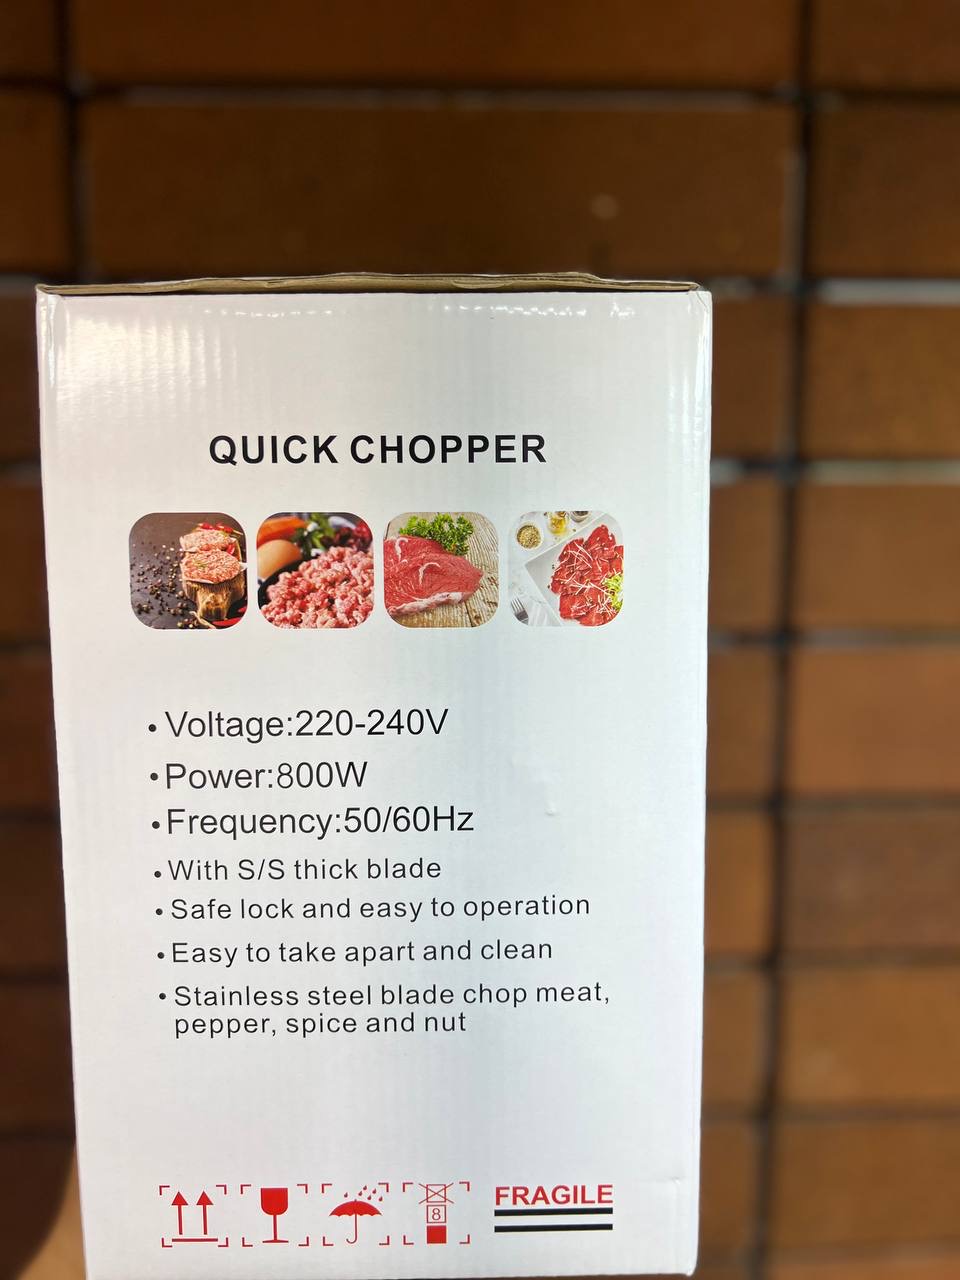 QUICK CHOPPER
• Voltage:220-240V
• Power:800W
• Frequency:50/60Hz
• With S/S thick blade
• Safe lock and easy to operation
• Easy to take apart and clean
• Stainless steel blade chop meat,
pepper, spice and nut
8
FRAGILE